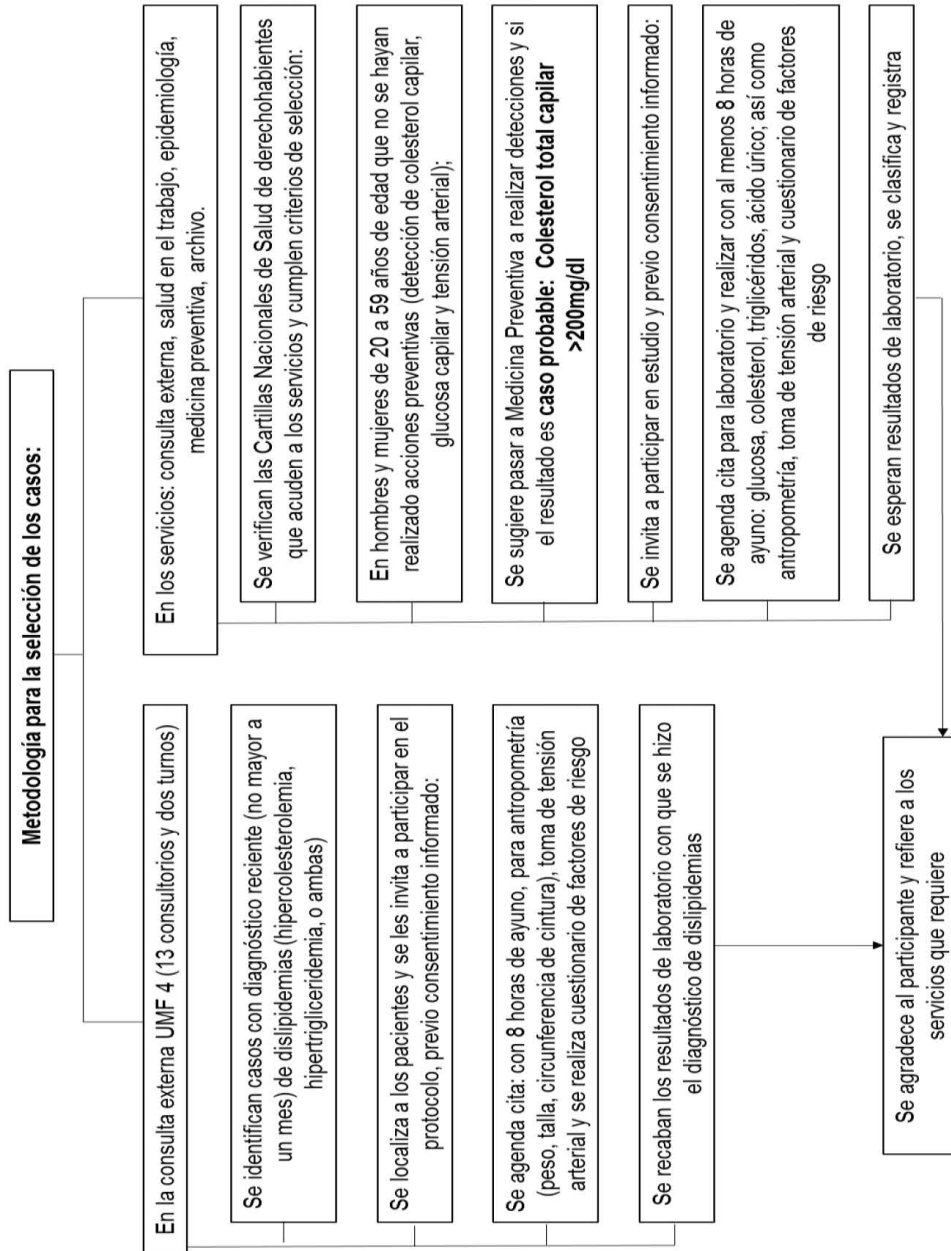 Metodología para la selección de los casos:
En la consulta externa UMF 4 (13 consultorios y dos turnos)
Se identifican casos con diagnóstico reciente (no mayor a
un mes) de dislipidemias (hipercolesterolemia,
hipertrigliceridemia, o ambas)
Se localiza a los pacientes y se les invita a participar en el
protocolo, previo consentimiento informado:
Se agenda cita: con 8 horas de ayuno, para antropometría
(peso, talla, circunferencia de cintura), toma de tensión
arterial y se realiza cuestionario de factores de riesgo
Se recaban los resultados de laboratorio con que se hizo
el diagnóstico de dislipidemias
En los servicios: consulta externa, salud en el trabajo, epidemiología,
medicina preventiva, archivo.
Se verifican las Cartillas Nacionales de Salud de derechohabientes
que acuden a los servicios y cumplen criterios de selección:
En hombres y mujeres de 20 a 59 años de edad que no se hayan
realizado acciones preventivas (detección de colesterol capilar,
glucosa capilar y tensión arterial);
Se sugiere pasar a Medicina Preventiva a realizar detecciones y si
el resultado es caso probable: Colesterol total capilar
>200mg/dl
Se invita a participar en estudio y previo consentimiento informado:
Se agenda cita para laboratorio y realizar con al menos 8 horas de
ayuno: glucosa, colesterol, triglicéridos, ácido úrico; así como
antropometría, toma de tensión arterial y cuestionario de factores
de riesgo
Se esperan resultados de laboratorio, se clasifica y registra
Se agradece al participante y refiere a los
servicios que requiere